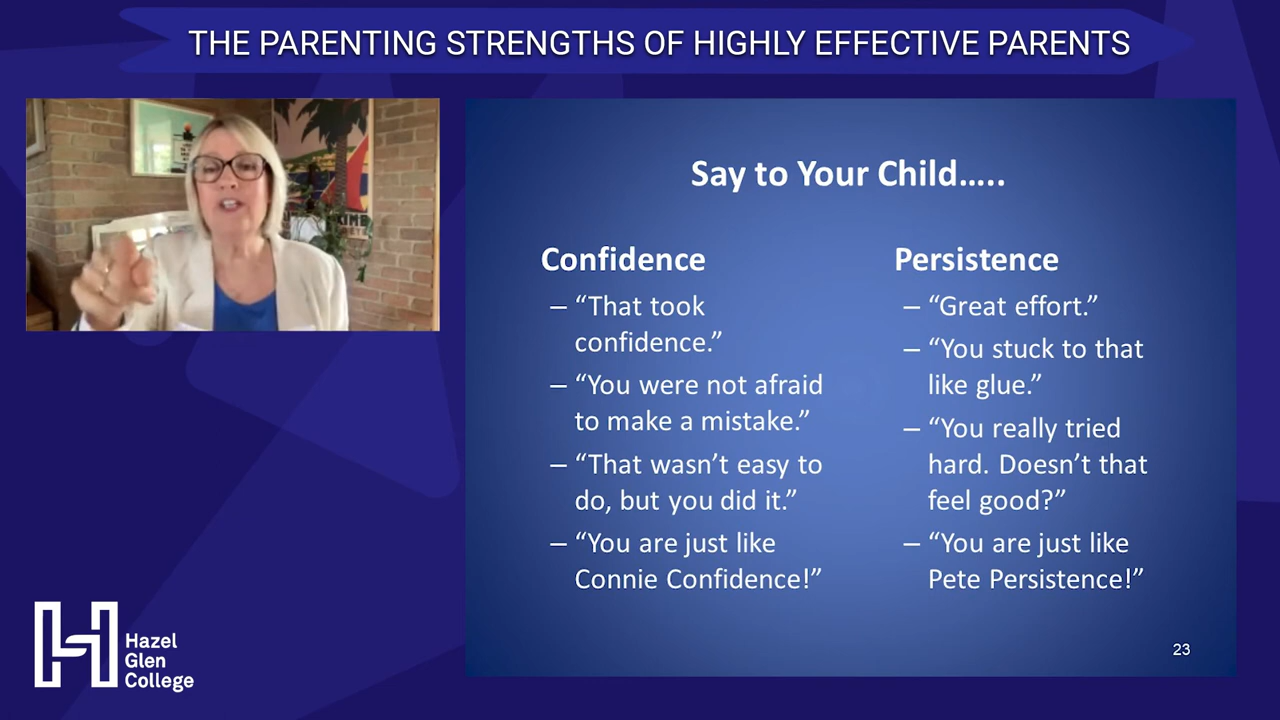 THE PARENTING STRENGTHS OF HIGHLY EFFECTIVE PARENTS
Say to Your Child…..
Confidence
– “That took
confidence.”
– “You were not afraid
to make a mistake.”
– “That wasn’t easy to
do, but you did it.”
– “You are just like
Connie Confidence!”
Persistence
– “Great effort.”
– “You stuck to that
like glue.”
– “You really tried
hard. Doesn’t that
feel good?”
– “You are just like
Pete Persistence!”
23
Hazel
Glen
College